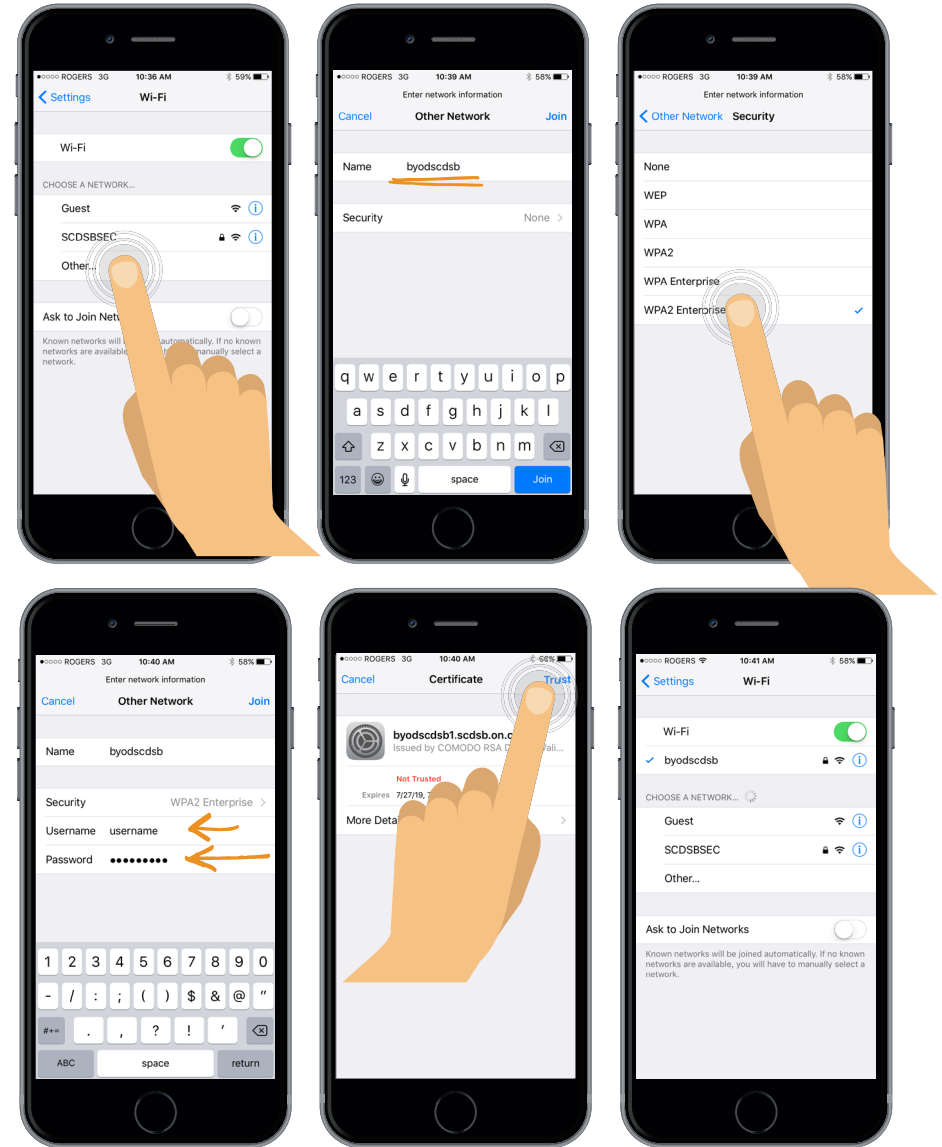 ROGERS 3G 10:36 AM 59%
Settings Wi-Fi
Wi-Fi
CHOOSE A NETWORK...
Guest
SCDSBSEC
Other...
Ask to Join
Known networks will automatically. If no known
networks are available manually select a
network.
ROGERS 3G 10:39 AM 58%
Enter network information
Cancel Other Network Join
Name byodscdsb
Security None
q w e r t y u i o p
a s d f g h j k l
z x c v b n m
123 space Join
ROGERS 3G 10:39 AM 58%
Enter network information
Other Network Security
None
WEP
WPA
WPA2
WPA Enterprise
WPA2 Enterprise
ROGERS 3G 10:40 AM 58%
Enter network information
Cancel Other Network Join
Name byodscdsb
Security WPA2 Enterprise
Username username
Password •••••••••
1 2 3 4 5 6 7 8 9 0
- / : ; ( ) $ & @ "
#+= . , ? ! '
ABC space return
ROGERS 3G 10:40 AM
Cancel Certificate Trust
byodscdsb1.scdsb.on.c
Issued by COMODO RSA
Not Trusted
Expires 7/27/19,
More
ROGERS 10:41 AM 58%
Settings Wi-Fi
Wi-Fi
byodscdsb
CHOOSE A NETWORK...
Guest
SCDSBSEC
Other...
Ask to Join Networks
Known networks will be joined automatically. If no known
networks are available, you will have to manually select a
network.